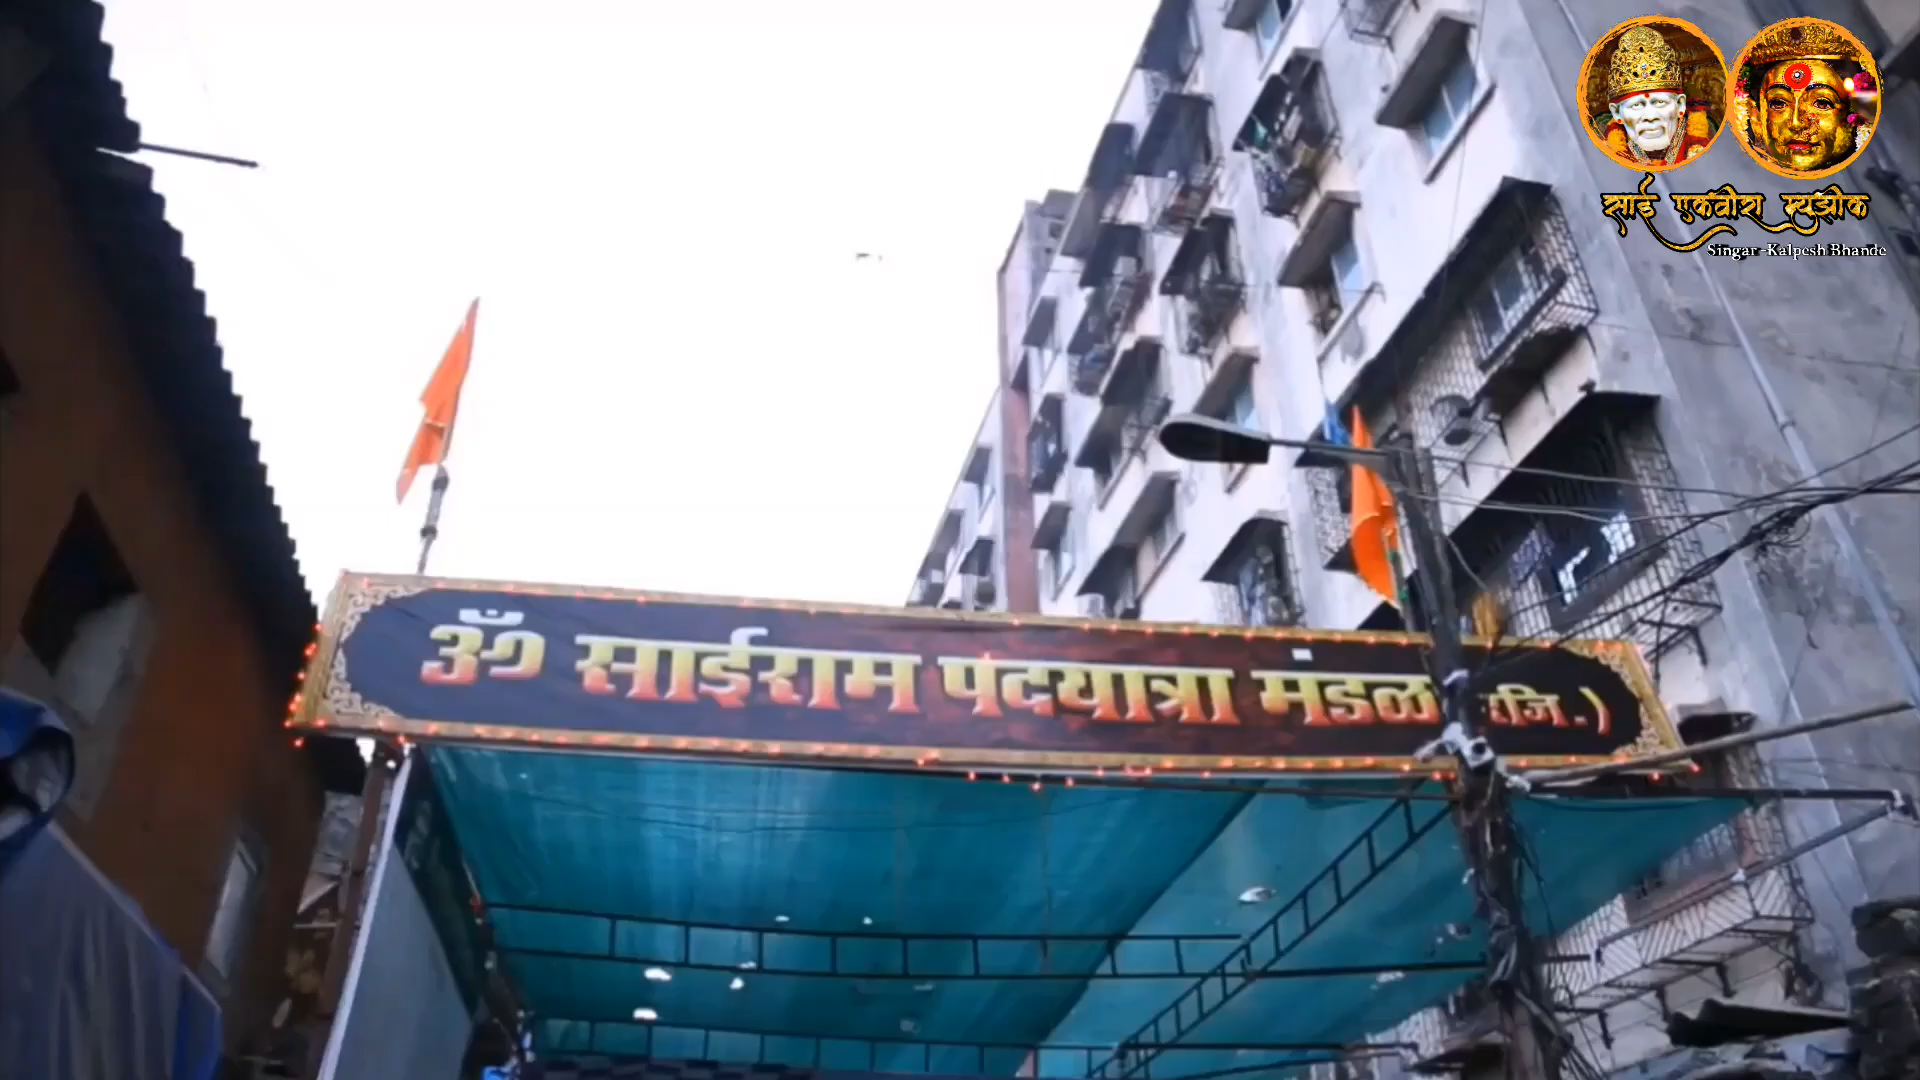 साई एकवीरा म्युझीक
Singar-Kalpesh Bhande
ॐ साईराम पदयात्रा मंडळ रजि.)